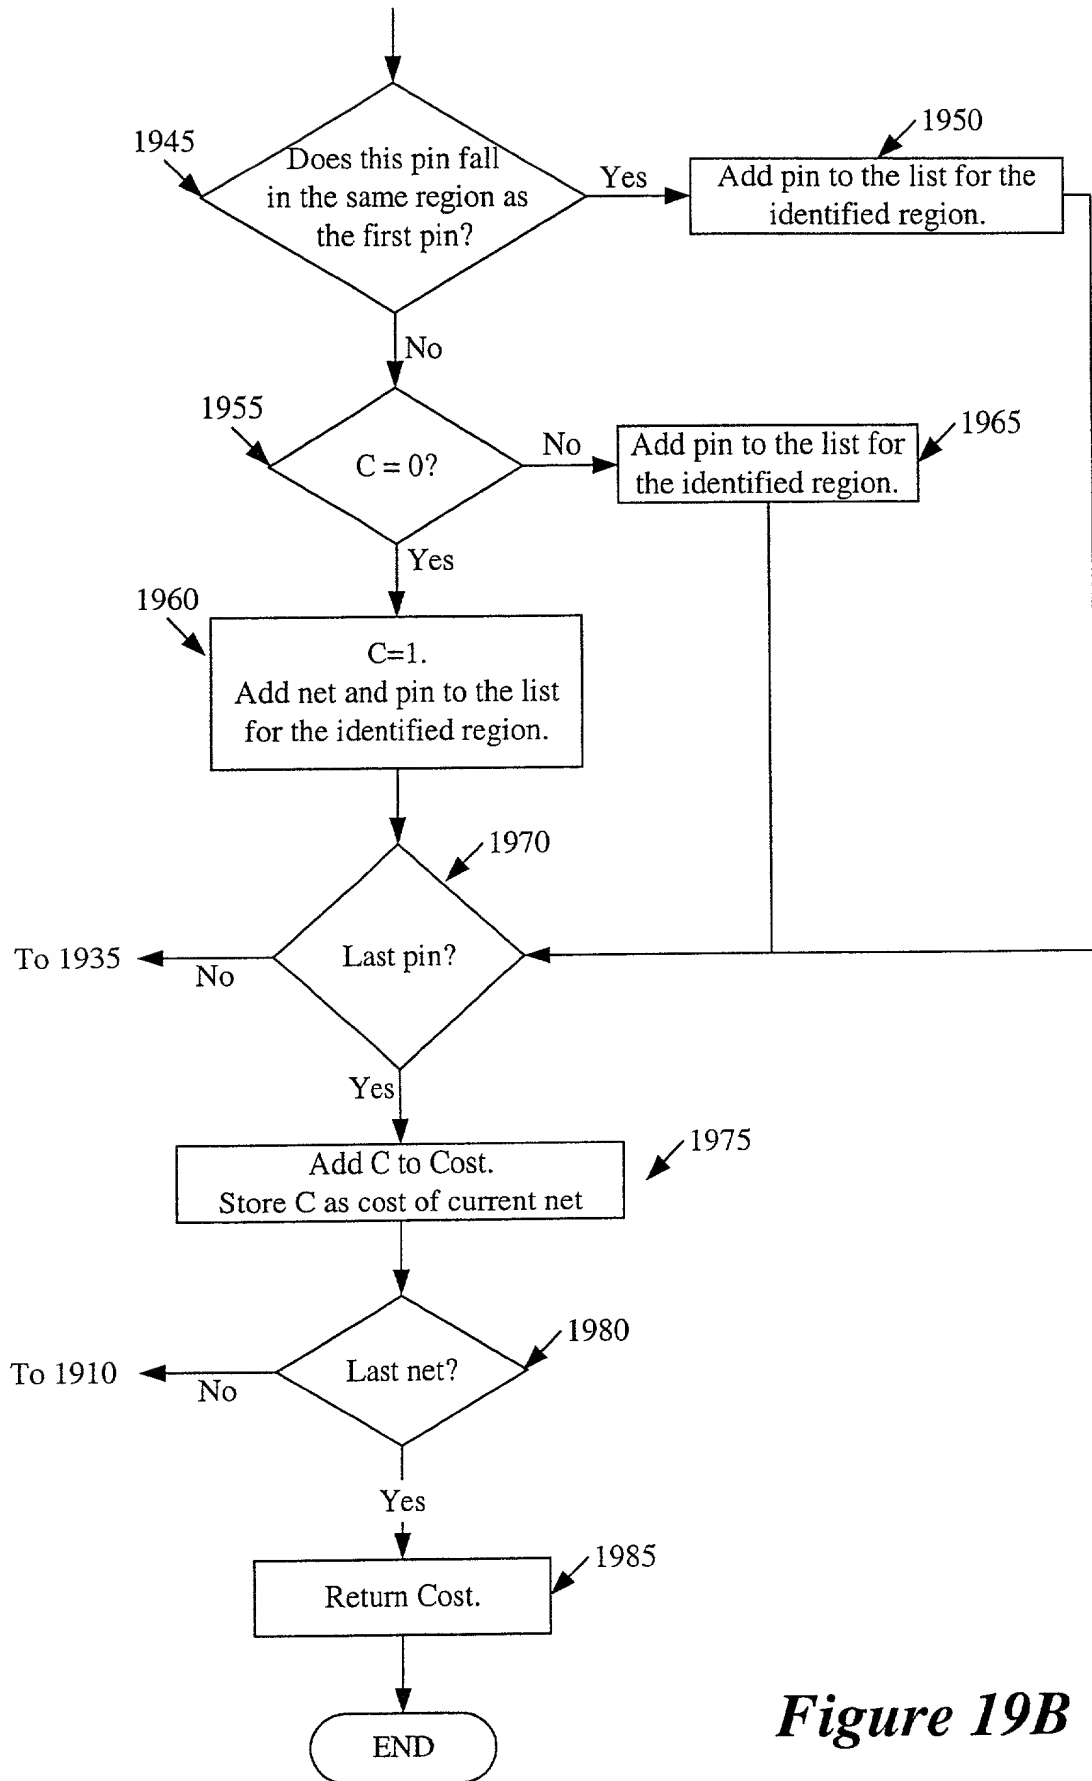 1945
Does this pin fall
in the same region as
the first pin?
Yes
1950
Add pin to the list for the
identified region.
No
1955
C = 0?
No
1965
Add pin to the list for
the identified region.
Yes
1960
C=1.
Add net and pin to the list
for the identified region.
1970
Last pin?
To 1935
No
Yes
1975
Add C to Cost.
Store C as cost of current net
1980
Last net?
To 1910
No
Yes
1985
Return Cost.
END
Figure 19B